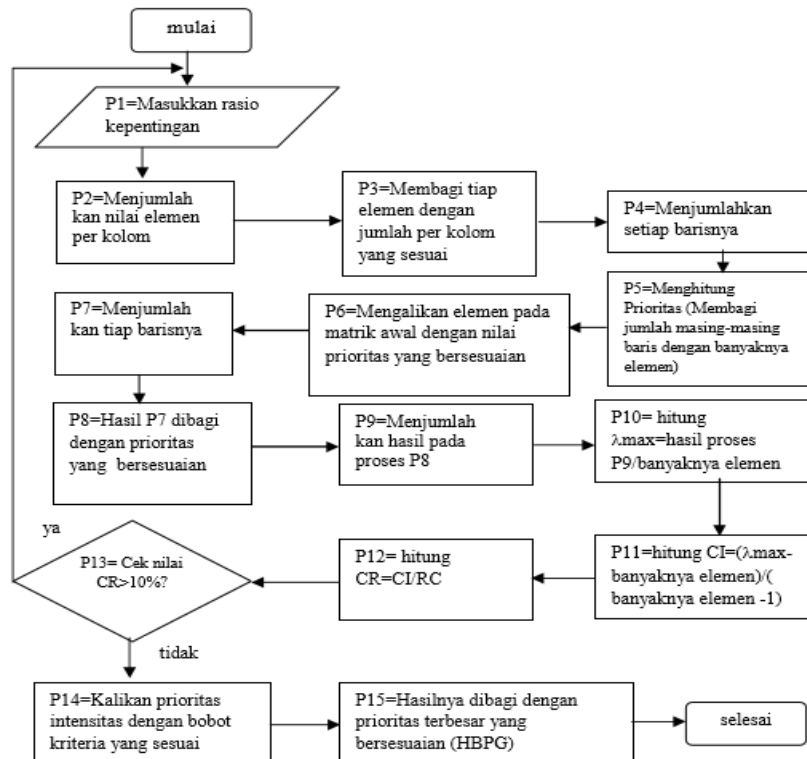 mulai
P1=Masukkan rasio
kepentingan
P2=Menjumlah
kan nilai elemen
per kolom
P3=Membagi tiap
elemen dengan
jumlah per kolom
yang sesuai
P4=Menjumlahkan
setiap barisnya
P5=Menghitung
Prioritas (Membagi
jumlah masing-masing
baris dengan banyaknya
elemen)
P6=Mengalikan elemen pada
matrik awal dengan nilai
prioritas yang bersesuaian
P7=Menjumlah
kan tiap barisnya
P8=Hasil P7 dibagi
dengan prioritas
yang bersesuaian
P9=Menjumlah
kan hasil pada
proses P8
P10= hitung
λmax=hasil proses
P9/banyaknya elemen
P11=hitung CI=(λmax-
banyaknya elemen)/(
banyaknya elemen -1)
P12= hitung
CR=CI/RC
P13= Cek nilai
CR>10%?
ya
tidak
P14=Kalikan prioritas
intensitas dengan bobot
kriteria yang sesuai
P15=Hasilnya dibagi dengan
prioritas terbesar yang
bersesuaian (HBPG)
selesai